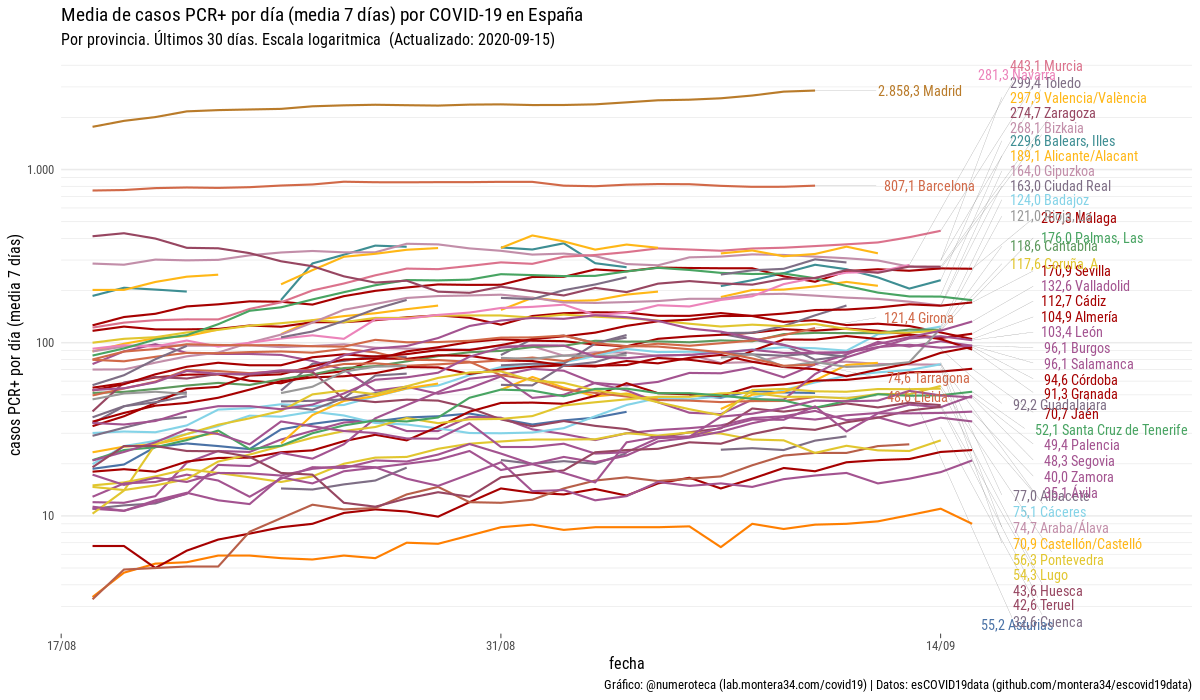 Media de casos PCR+ por día (media 7 días) por COVID-19 en España
Por provincia. Últimos 30 días. Escala logaritmica (Actualizado: 2020-09-15)
casos PCR+ por día (media 7 días)
1.000
100
10
2.858,3 Madrid
807,1 Barcelona
443,1 Murcia
281,3 Navarra
299,4 Toledo
297,9 Valencia/València
274,7 Zaragoza
268,1 Bizkaia
229,6 Balears, Illes
189,1 Alicante/Alacant
164,0 Gipuzkoa
163,0 Ciudad Real
124,0 Badajoz
121,0
267,3 Málaga
176,0 Palmas, Las
118,6 Cantabria
117,6 Coruña, A
170,9 Sevilla
132,6 Valladolid
112,7 Cádiz
121,4 Girona
104,9 Almería
103,4 León
96,1 Burgos
96,1 Salamanca
74,6 Tarragona
94,6 Córdoba
91,3 Granada
48,6 Lleida
92,2 Guadalajara
70,7 Jaén
52,1 Santa Cruz de Tenerife
49,4 Palencia
48,3 Segovia
40,0 Zamora
35,1 Ávila
77,0 Albacete
75,1 Cáceres
74,7 Araba/Álava
70,9 Castellón/Castelló
56,3 Pontevedra
54,3 Lugo
43,6 Huesca
42,6 Teruel
32,6 Cuenca
55,2 Asturias
17/08
31/08
14/09
fecha
Gráfico: @numeroteca (lab.montera34.com/covid19) | Datos: esCOVID19data (github.com/montera34/escovid19data)